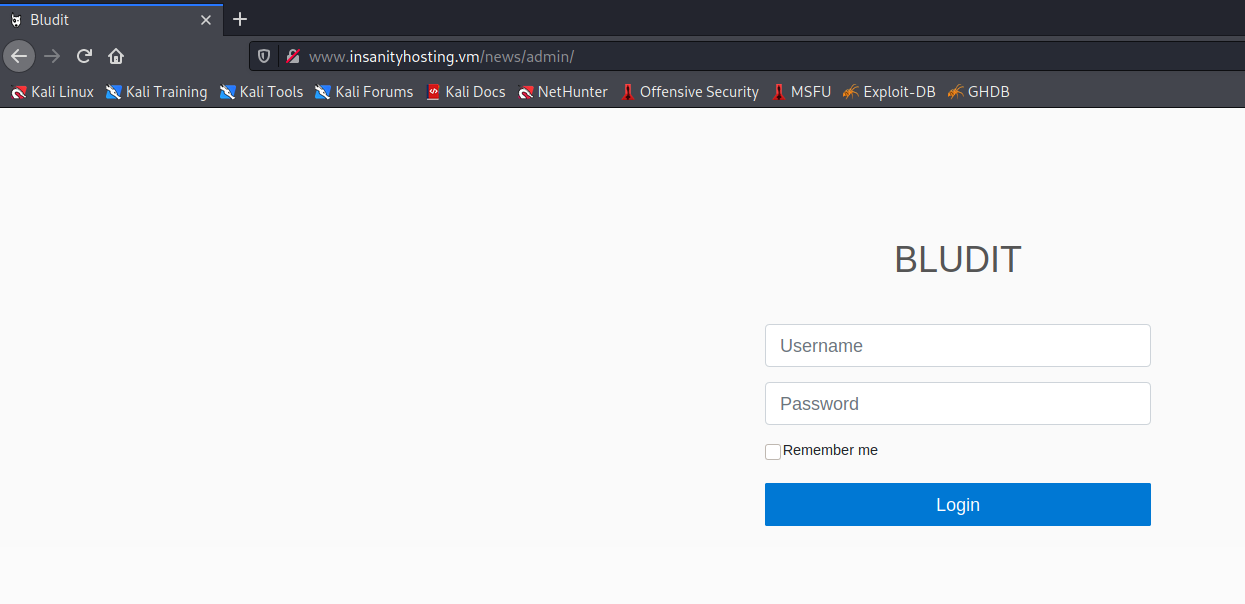 Bludit
www.insanityhosting.vm/news/admin/
Kali Linux Kali Training Kali Tools Kali Forums Kali Docs NetHunter Offensive Security MSFU Exploit-DB GHDB
BLUDIT
Username
Password
Remember me
Login